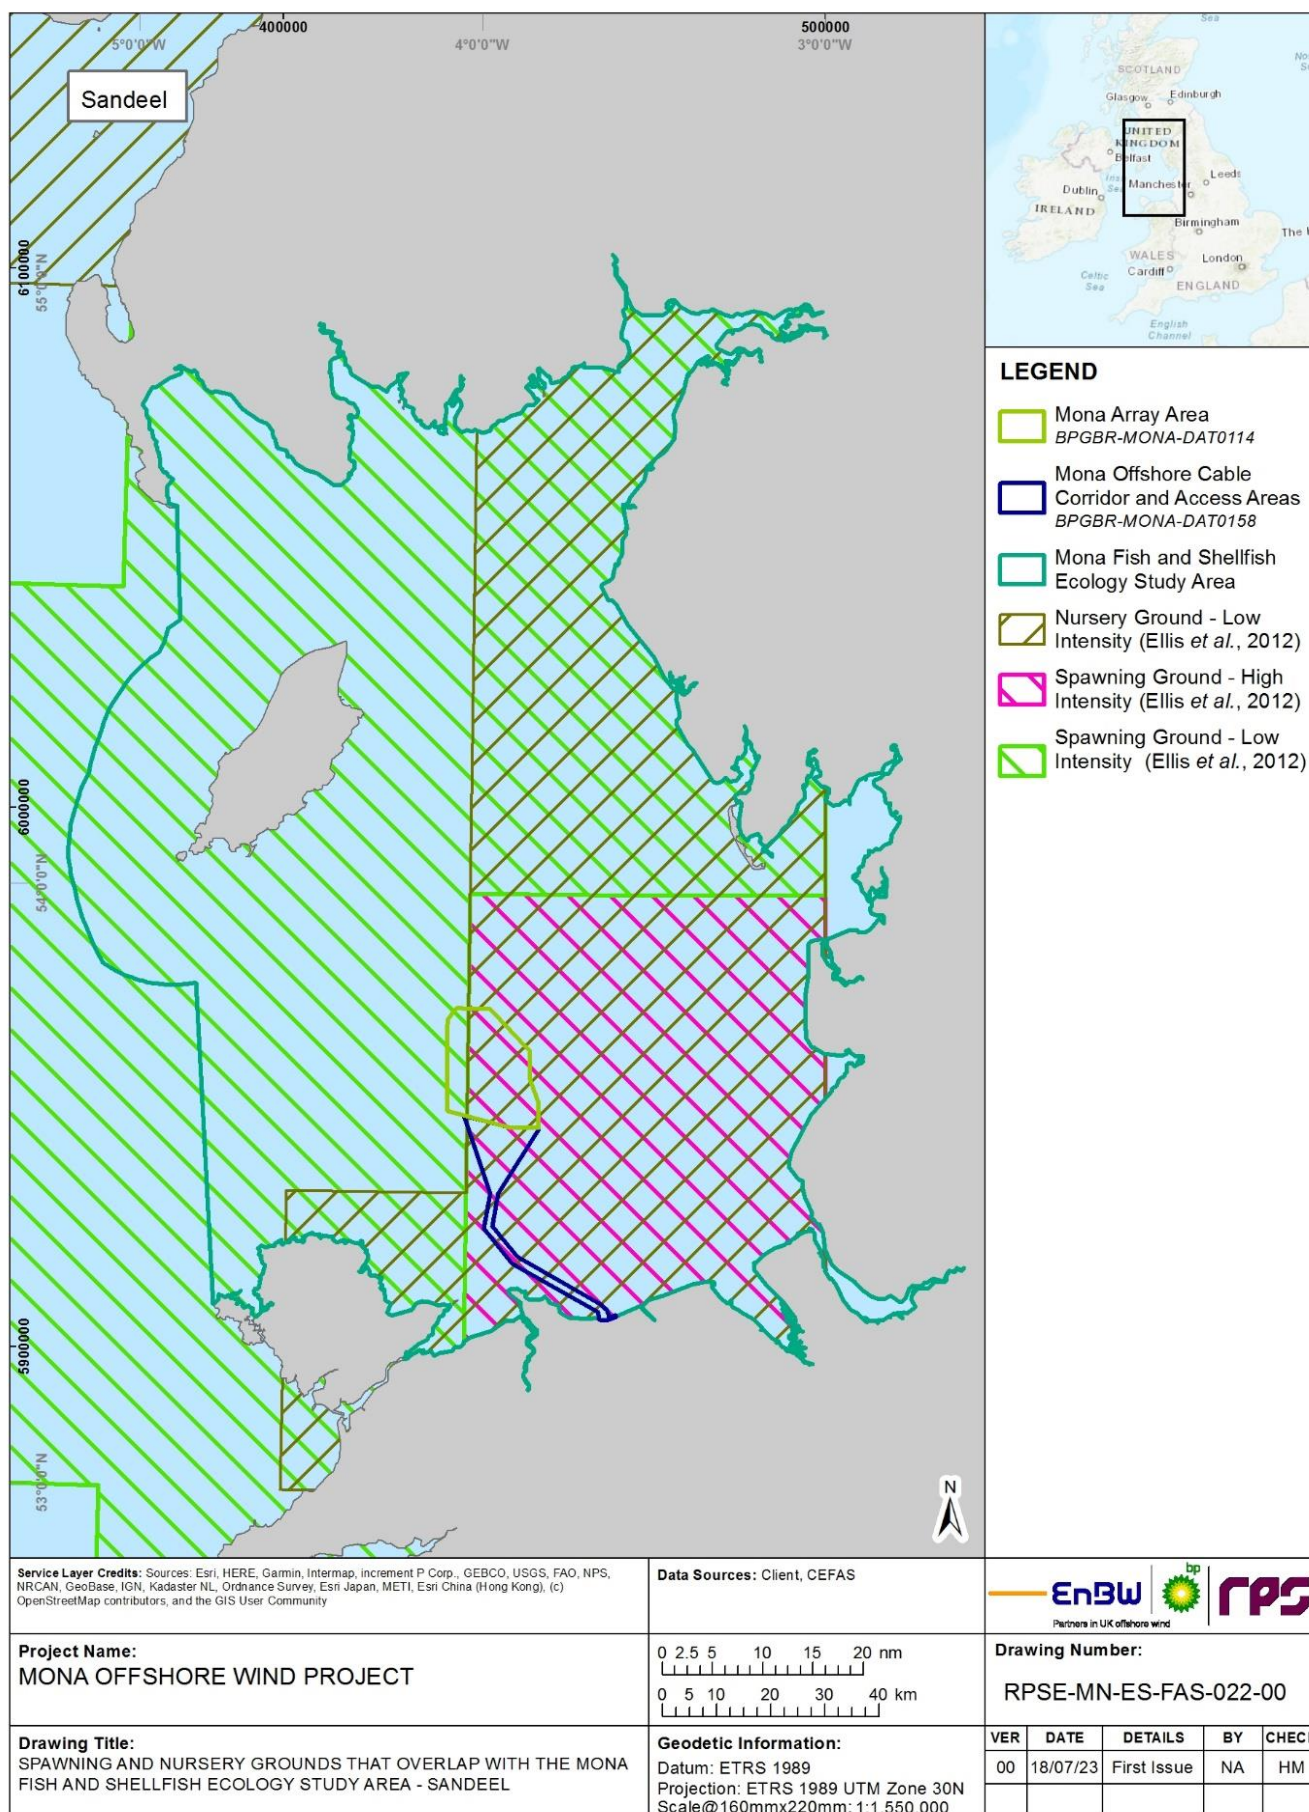 400000
500000
5°0'0"W
4°0'0"W
3°0'0"W
Sandeel
6100000
55°0'0"N
6000000
54°0'0"N
5900000
53°0'0"N
N
Sea
SCOTLAND
Glasgow
Edinburgh
UNITED
KINGDOM
Belfast
Dublin
Manchester
Leeds
IRELAND
Birmingham
WALES
Cardiff
London
ENGLAND
Celtic
Sea
English
Channel
LEGEND
Mona Array Area
BPGBR-MONA-DAT0114
Mona Offshore Cable
Corridor and Access Areas
BPGBR-MONA-DAT0158
Mona Fish and Shellfish
Ecology Study Area
Nursery Ground - Low
Intensity (Ellis et al., 2012)
Spawning Ground - High
Intensity (Ellis et al., 2012)
Spawning Ground - Low
Intensity (Ellis et al., 2012)
Service Layer Credits: Sources: Esri, HERE, Garmin, Intermap, increment P Corp., GEBCO, USGS, FAO, NPS,
NRCAN, GeoBase, IGN, Kadaster NL, Ordnance Survey, Esri Japan, METI, Esri China (Hong Kong), (c)
OpenStreetMap contributors, and the GIS User Community
Data Sources: Client, CEFAS
EnBW
bp
rps
Partners in UK offshore wind
Project Name:
MONA OFFSHORE WIND PROJECT
0 2.5 5 10 15 20 nm
0 5 10 20 30 40 km
Drawing Number:
RPSE-MN-ES-FAS-022-00
Drawing Title:
SPAWNING AND NURSERY GROUNDS THAT OVERLAP WITH THE MONA
FISH AND SHELLFISH ECOLOGY STUDY AREA - SANDEEL
Geodetic Information:
Datum: ETRS 1989
Projection: ETRS 1989 UTM Zone 30N
Scale@160mmx220mm: 1:1,550,000
VER DATE DETAILS BY CHECK
00 18/07/23 First Issue NA HM